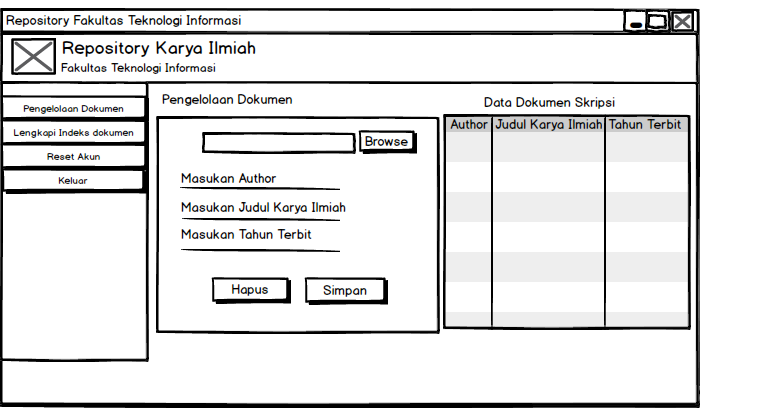 Repository Fakultas Teknologi Informasi
Repository Karya Ilmiah
Fakultas Teknologi Informasi
Pengelolaan Dokumen
Lengkapi Indeks dokumen
Reset Akun
Keluar
Pengelolaan Dokumen
Browse
Masukan Author
Masukan Judul Karya Ilmiah
Masukan Tahun Terbit
Hapus Simpan
Data Dokumen Skripsi
Author Judul Karya Ilmiah Tahun Terbit